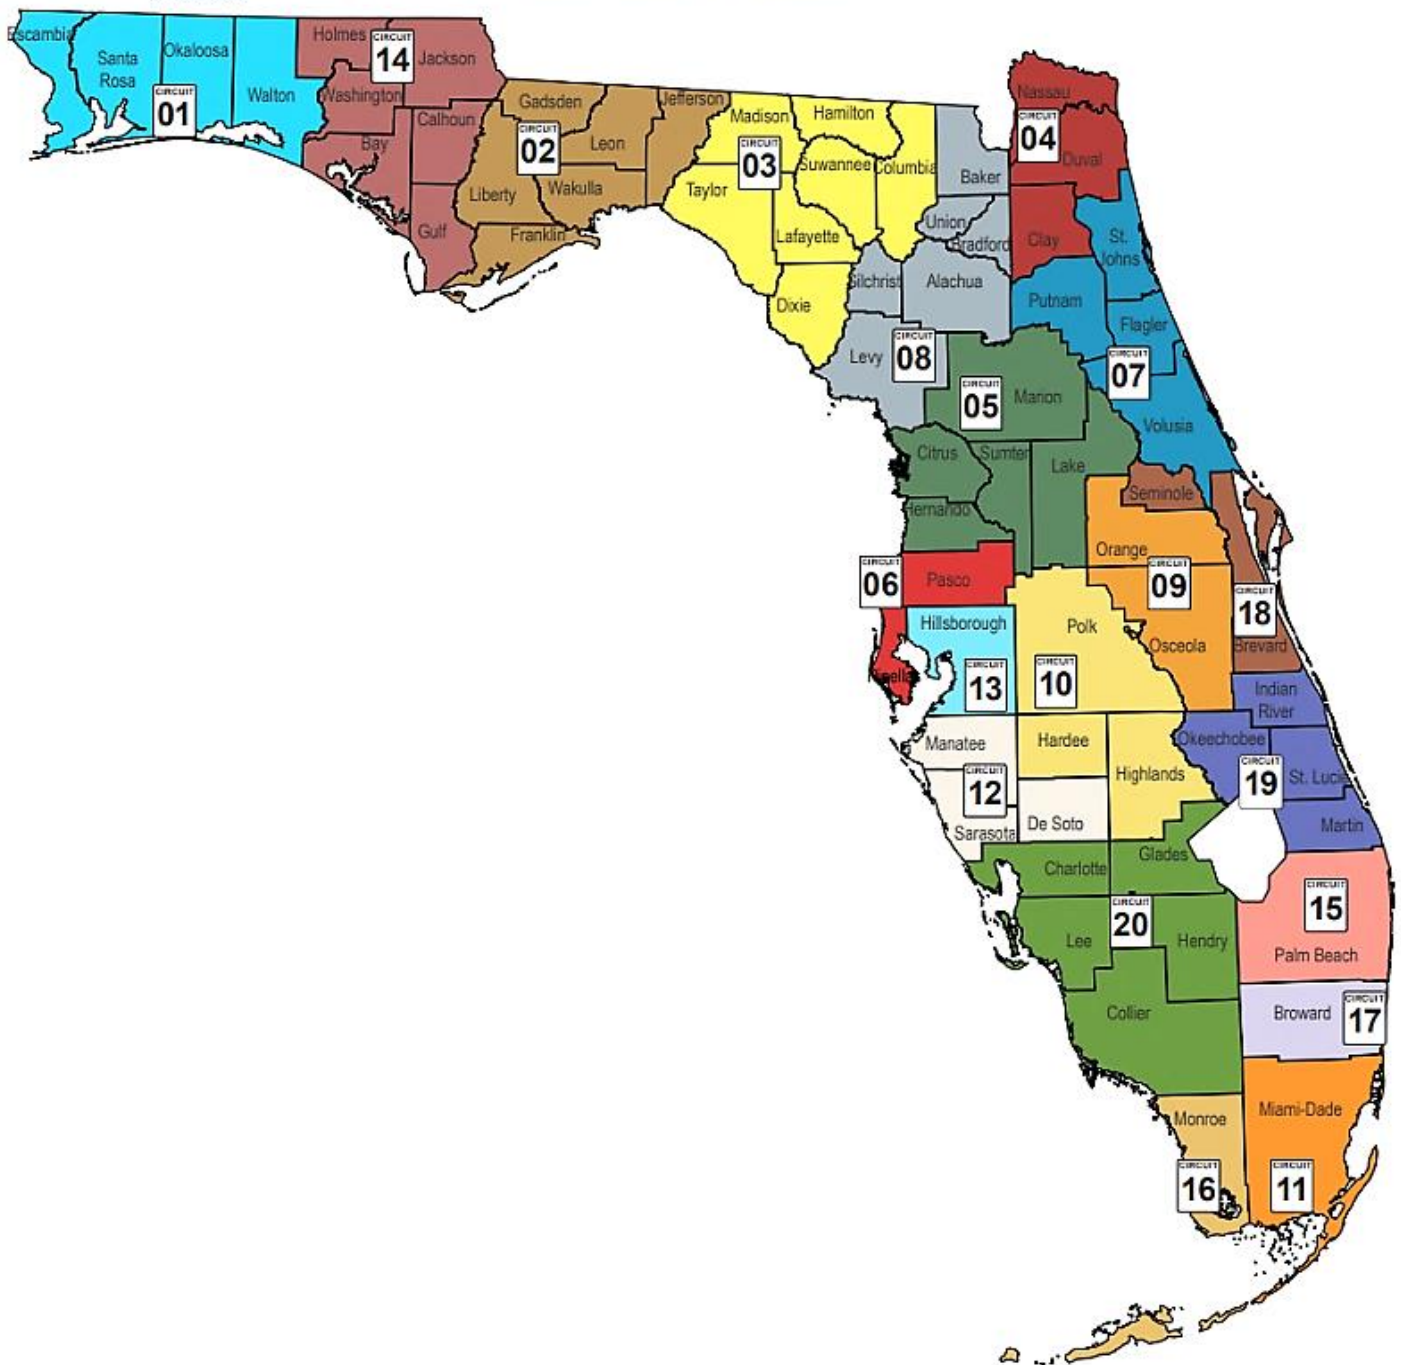 Escambia
Santa
Rosa
Okaloosa
Walton
CIRCUIT
01
Holmes
CIRCUIT
14
Jackson
Washington
Calhoun
Bay
Gulf
Gadsden
Jefferson
CIRCUIT
02
Leon
Liberty
Wakulla
Franklin
Madison
Hamilton
CIRCUIT
03
Suwannee
Columbia
Taylor
Lafayette
Dixie
Baker
Union
Bradford
Gilchrist
Alachua
Levy
CIRCUIT
08
Nassau
CIRCUIT
04
Duval
Clay
St.
Johns
Putnam
Flagler
CIRCUIT
07
Volusia
CIRCUIT
05
Marion
Citrus
Sumter
Lake
Hernando
Seminole
Orange
CIRCUIT
09
Osceola
CIRCUIT
18
Brevard
CIRCUIT
06
Pasco
Pinellas
Hillsborough
CIRCUIT
13
Polk
CIRCUIT
10
Hardee
Highlands
Manatee
CIRCUIT
12
Sarasota
De Soto
Indian
River
Okeechobee
CIRCUIT
19
St. Lucie
Martin
Charlotte
Glades
CIRCUIT
20
Lee
Hendry
Collier
CIRCUIT
15
Palm Beach
Broward
CIRCUIT
17
Miami-Dade
Monroe
CIRCUIT
16
CIRCUIT
11